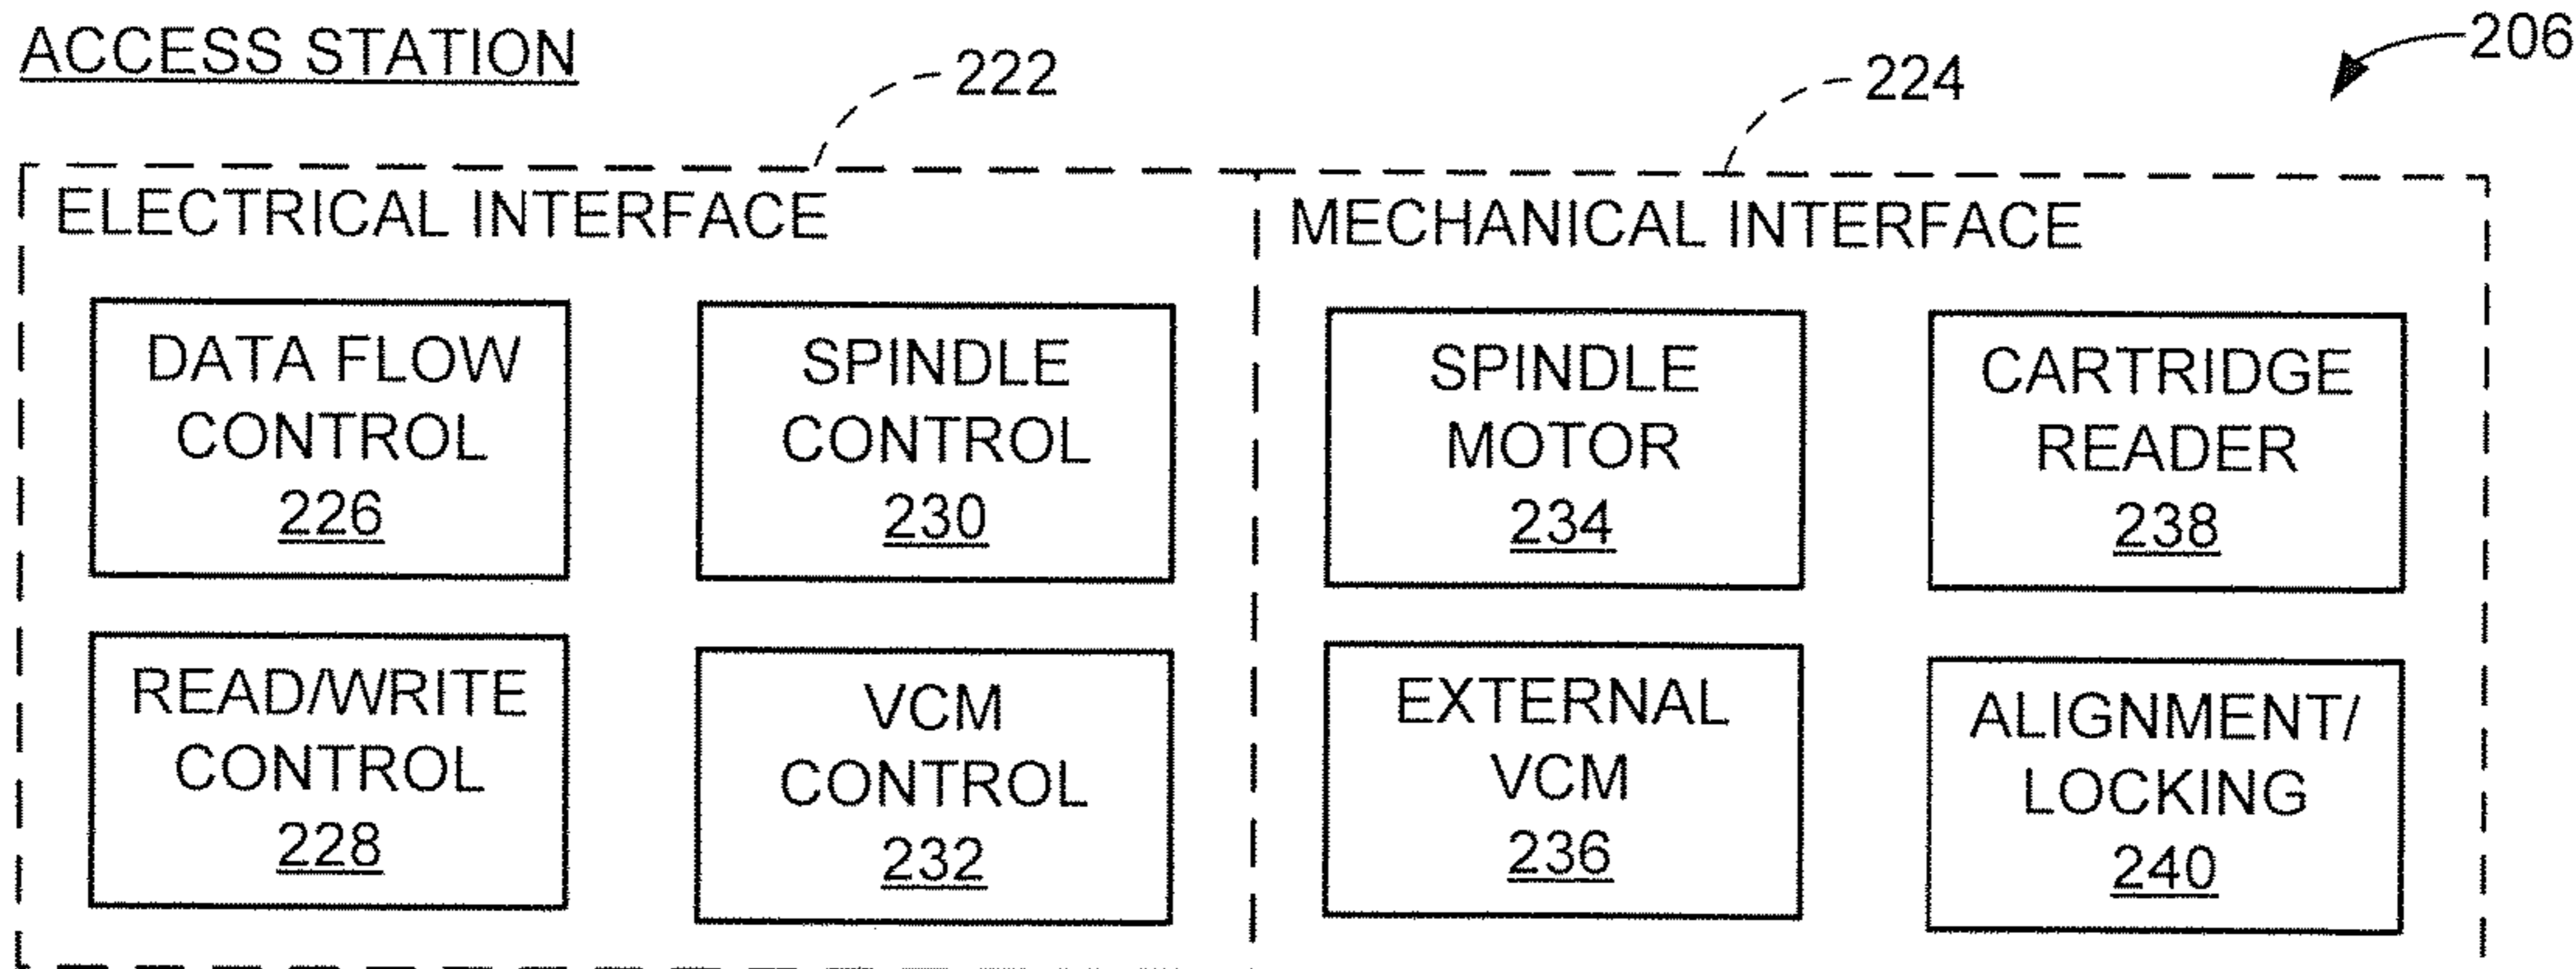 ACCESS STATION
222
224
206
ELECTRICAL INTERFACE
MECHANICAL INTERFACE
DATA FLOW
CONTROL
226
SPINDLE
CONTROL
230
SPINDLE
MOTOR
234
CARTRIDGE
READER
238
READ/WRITE
CONTROL
228
VCM
CONTROL
232
EXTERNAL
VCM
236
ALIGNMENT/
LOCKING
240